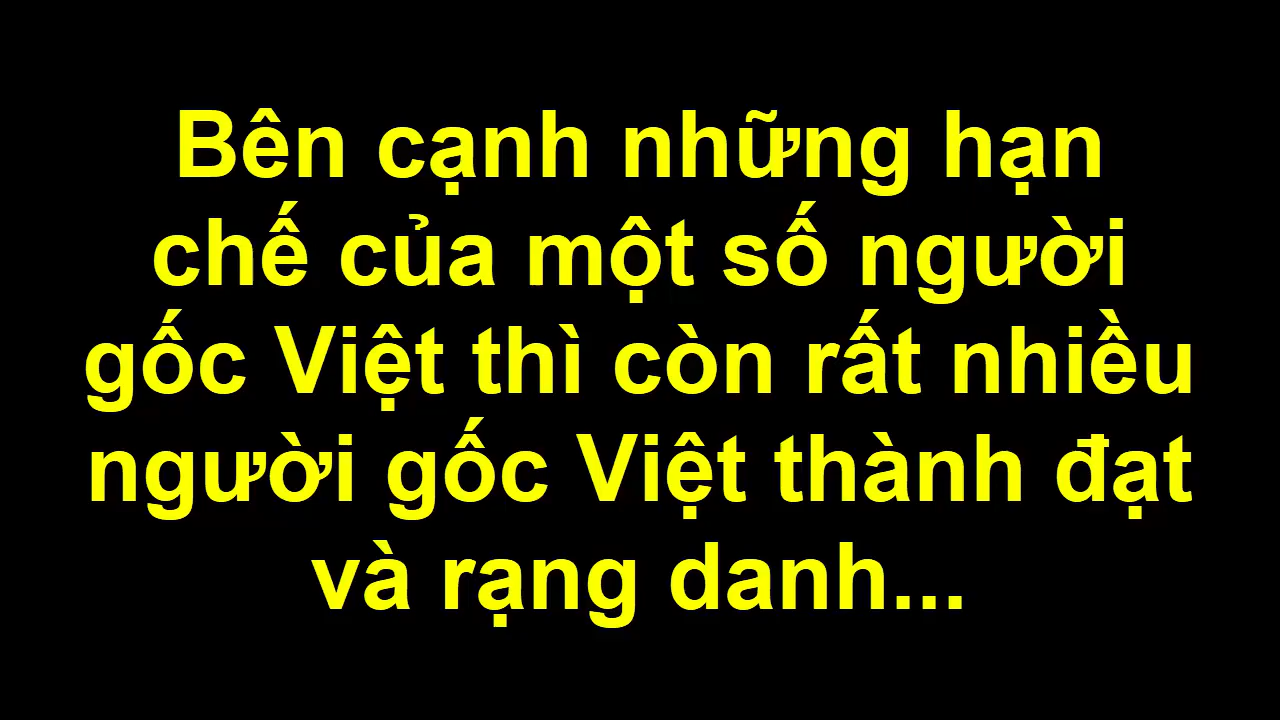 Bên cạnh những hạn
chế của một số người
gốc Việt thì còn rất nhiều
người gốc Việt thành đạt
và rạng danh...